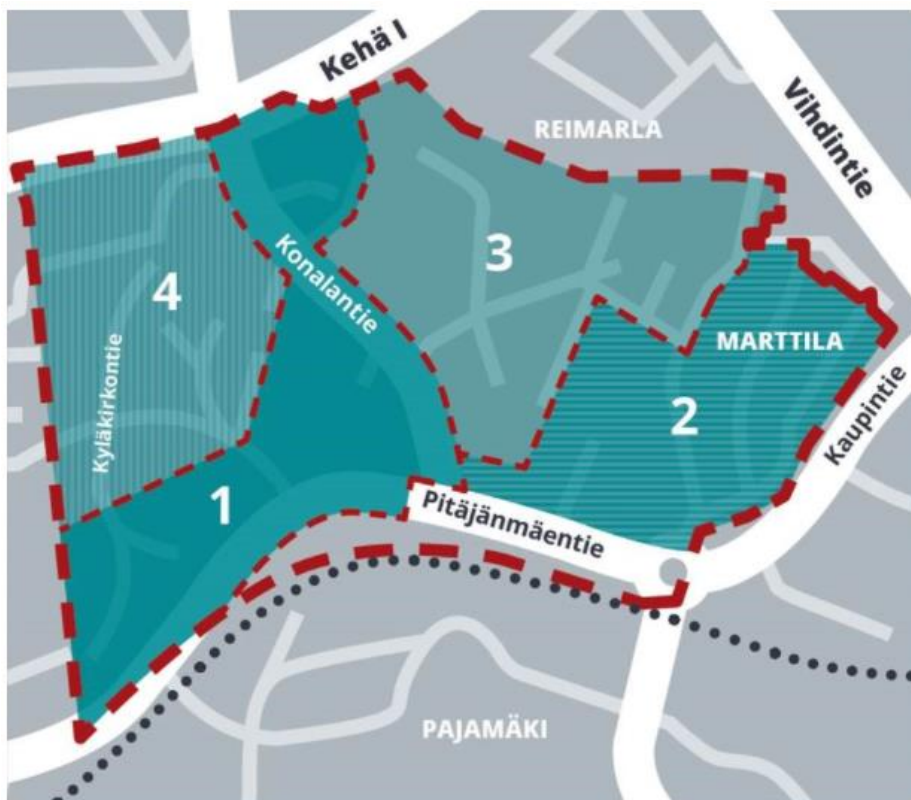 Kehä I
Vihdintie
REIMARLA
Konalantie
3
4
MARTTILA
Kyläkirkontie
2
Kaupintie
1
Pitäjänmäentie
PAJAMÄKI